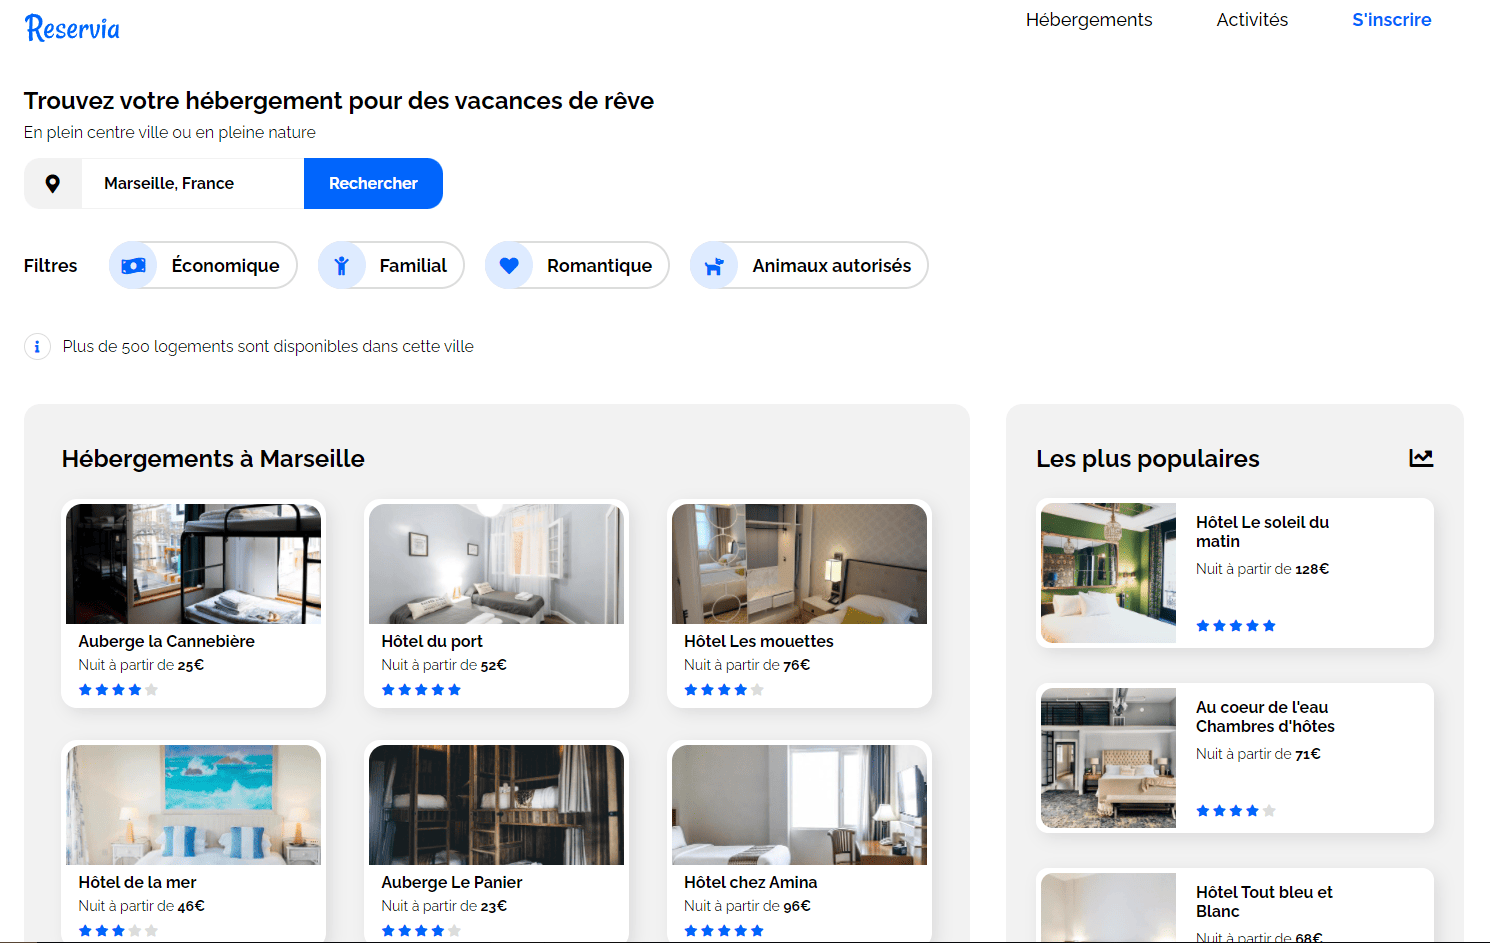 Reservia
Hébergements
Activités
S'inscrire
Trouvez votre hébergement pour des vacances de rêve
En plein centre ville ou en pleine nature
Marseille, France
Rechercher
Filtres
Économique
Familial
Romantique
Animaux autorisés
Plus de 500 logements sont disponibles dans cette ville
Hébergements à Marseille
Auberge la Cannebière
Nuit à partir de 25€
Hôtel du port
Nuit à partir de 52€
Hôtel Les mouettes
Nuit à partir de 76€
Hôtel de la mer
Nuit à partir de 46€
Auberge Le Panier
Nuit à partir de 23€
Hôtel chez Amina
Nuit à partir de 96€
Les plus populaires
Hôtel Le soleil du
matin
Nuit à partir de 128€
Au coeur de l'eau
Chambres d'hôtes
Nuit à partir de 71€
Hôtel Tout bleu et
Blanc
Nuit à partir de 68€